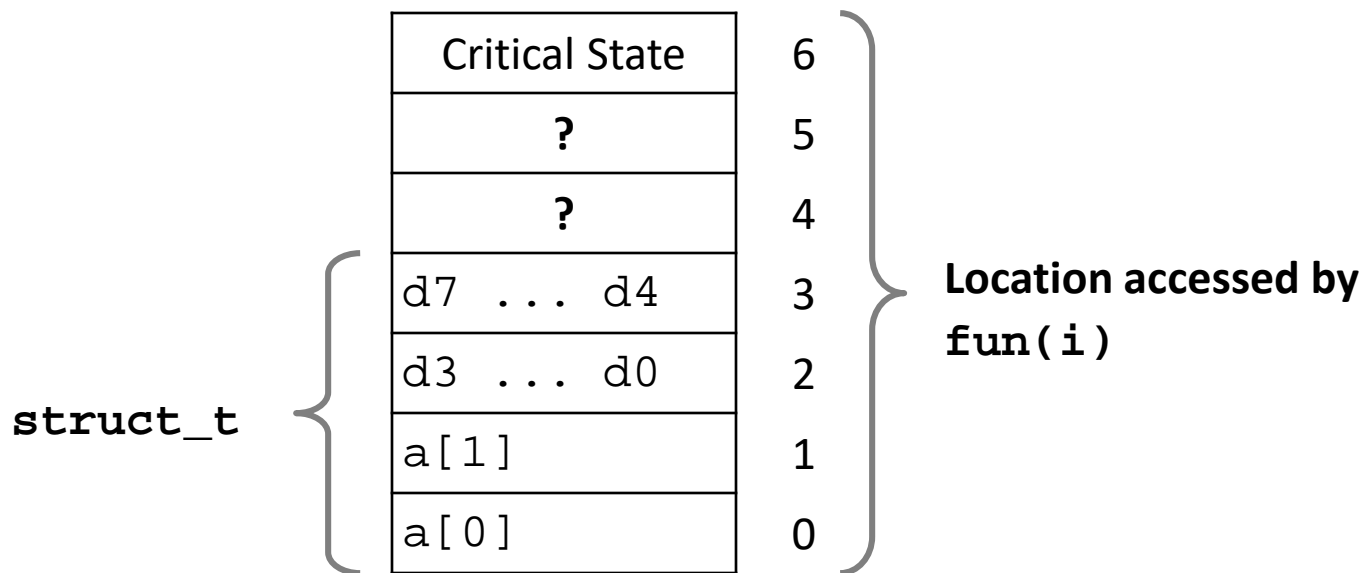 Critical State 6
? 5
? 4
d7 ... d4 3
d3 ... d0 2
a[1] 1
a[0] 0
struct_t
Location accessed by
fun(i)